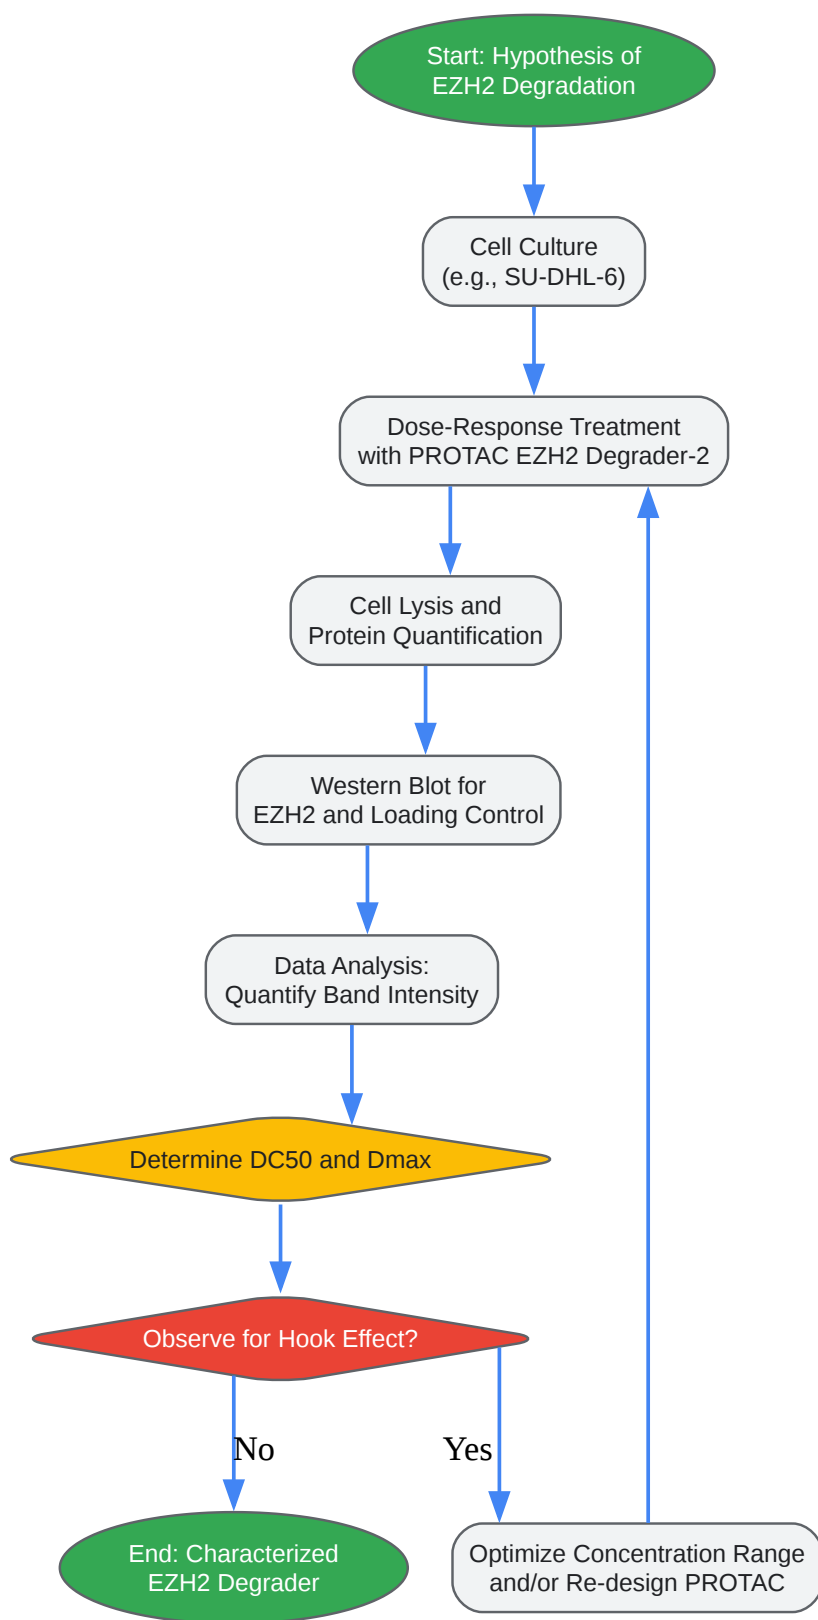 Start: Hypothesis of
EZH2 Degradation
Cell Culture
(e.g., SU-DHL-6)
Dose-Response Treatment
with PROTAC EZH2 Degrader-2
Cell Lysis and
Protein Quantification
Western Blot for
EZH2 and Loading Control
Data Analysis:
Quantify Band Intensity
Determine DC50 and Dmax
Observe for Hook Effect?
No
Yes
End: Characterized
EZH2 Degrader
Optimize Concentration Range
and/or Re-design PROTAC